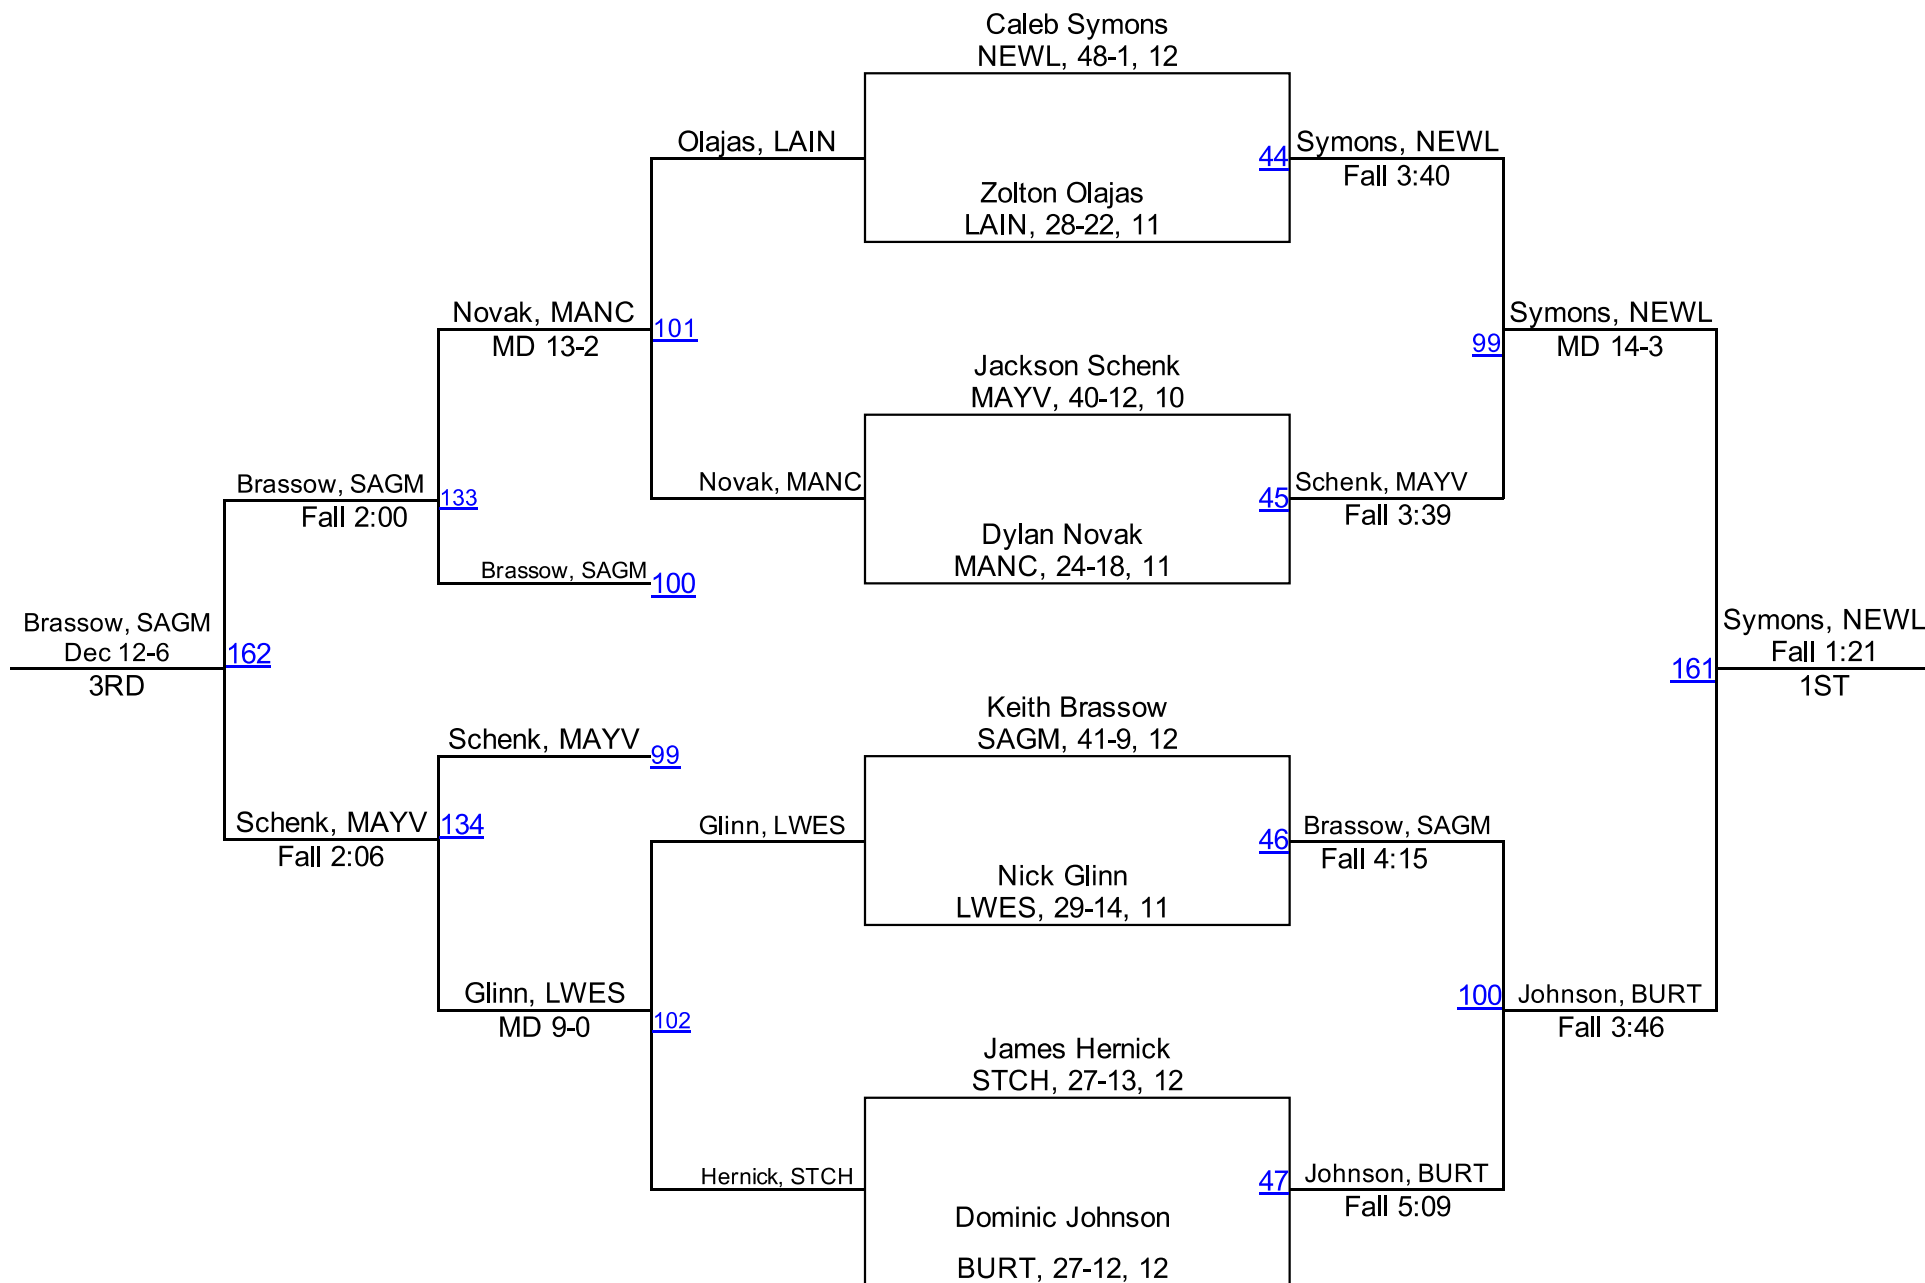 Caleb Symons
NEWL, 48-1, 12
Olajas, LAIN
44
Symons, NEWL
Fall 3:40
Zolton Olajas
LAIN, 28-22, 11
Novak, MANC
MD 13-2
101
Symons, NEWL
MD 14-3
99
Jackson Schenk
MAYV, 40-12, 10
Brassow, SAGM
Fall 2:00
133
Novak, MANC
45
Schenk, MAYV
Fall 3:39
Dylan Novak
MANC, 24-18, 11
Brassow, SAGM
100
Brassow, SAGM
Dec 12-6
3RD
162
161
Symons, NEWL
Fall 1:21
1ST
Keith Brassow
SAGM, 41-9, 12
Schenk, MAYV
99
Schenk, MAYV
Fall 2:06
134
Glinn, LWES
46
Brassow, SAGM
Fall 4:15
Nick Glinn
LWES, 29-14, 11
Glinn, LWES
MD 9-0
102
100
Johnson, BURT
Fall 3:46
James Hernick
STCH, 27-13, 12
Hernick, STCH
47
Johnson, BURT
Fall 5:09
Dominic Johnson
BURT, 27-12, 12